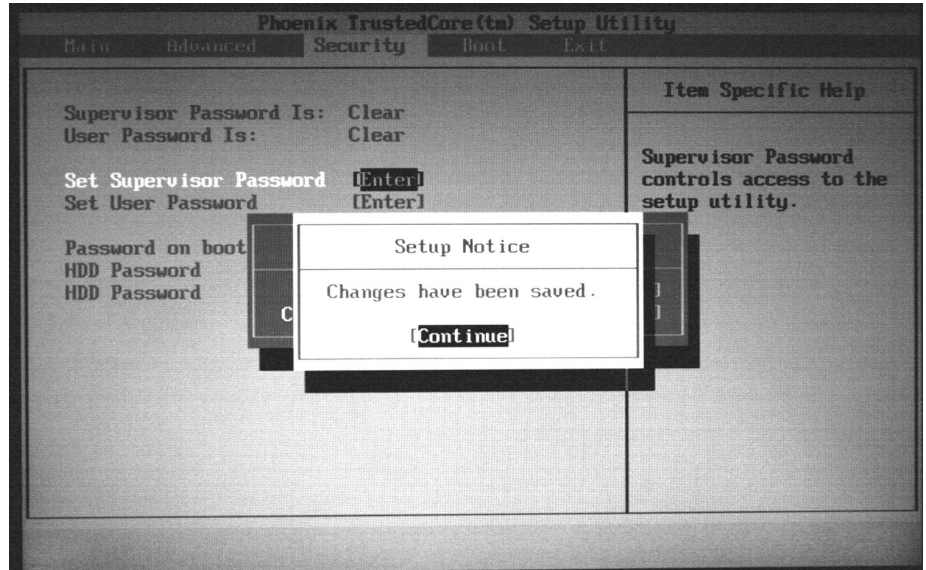 Phoenix TrustedCore(tm) Setup Utility
Main Advanced Security Boot Exit
Item Specific Help
Supervisor Password Is: Clear
User Password Is: Clear
Supervisor Password
controls access to the
setup utility.
Set Supervisor Password [Enter]
Set User Password [Enter]
Password on boot
HDD Password
HDD Password
C
]
]
Setup Notice
Changes have been saved.
[Continue]